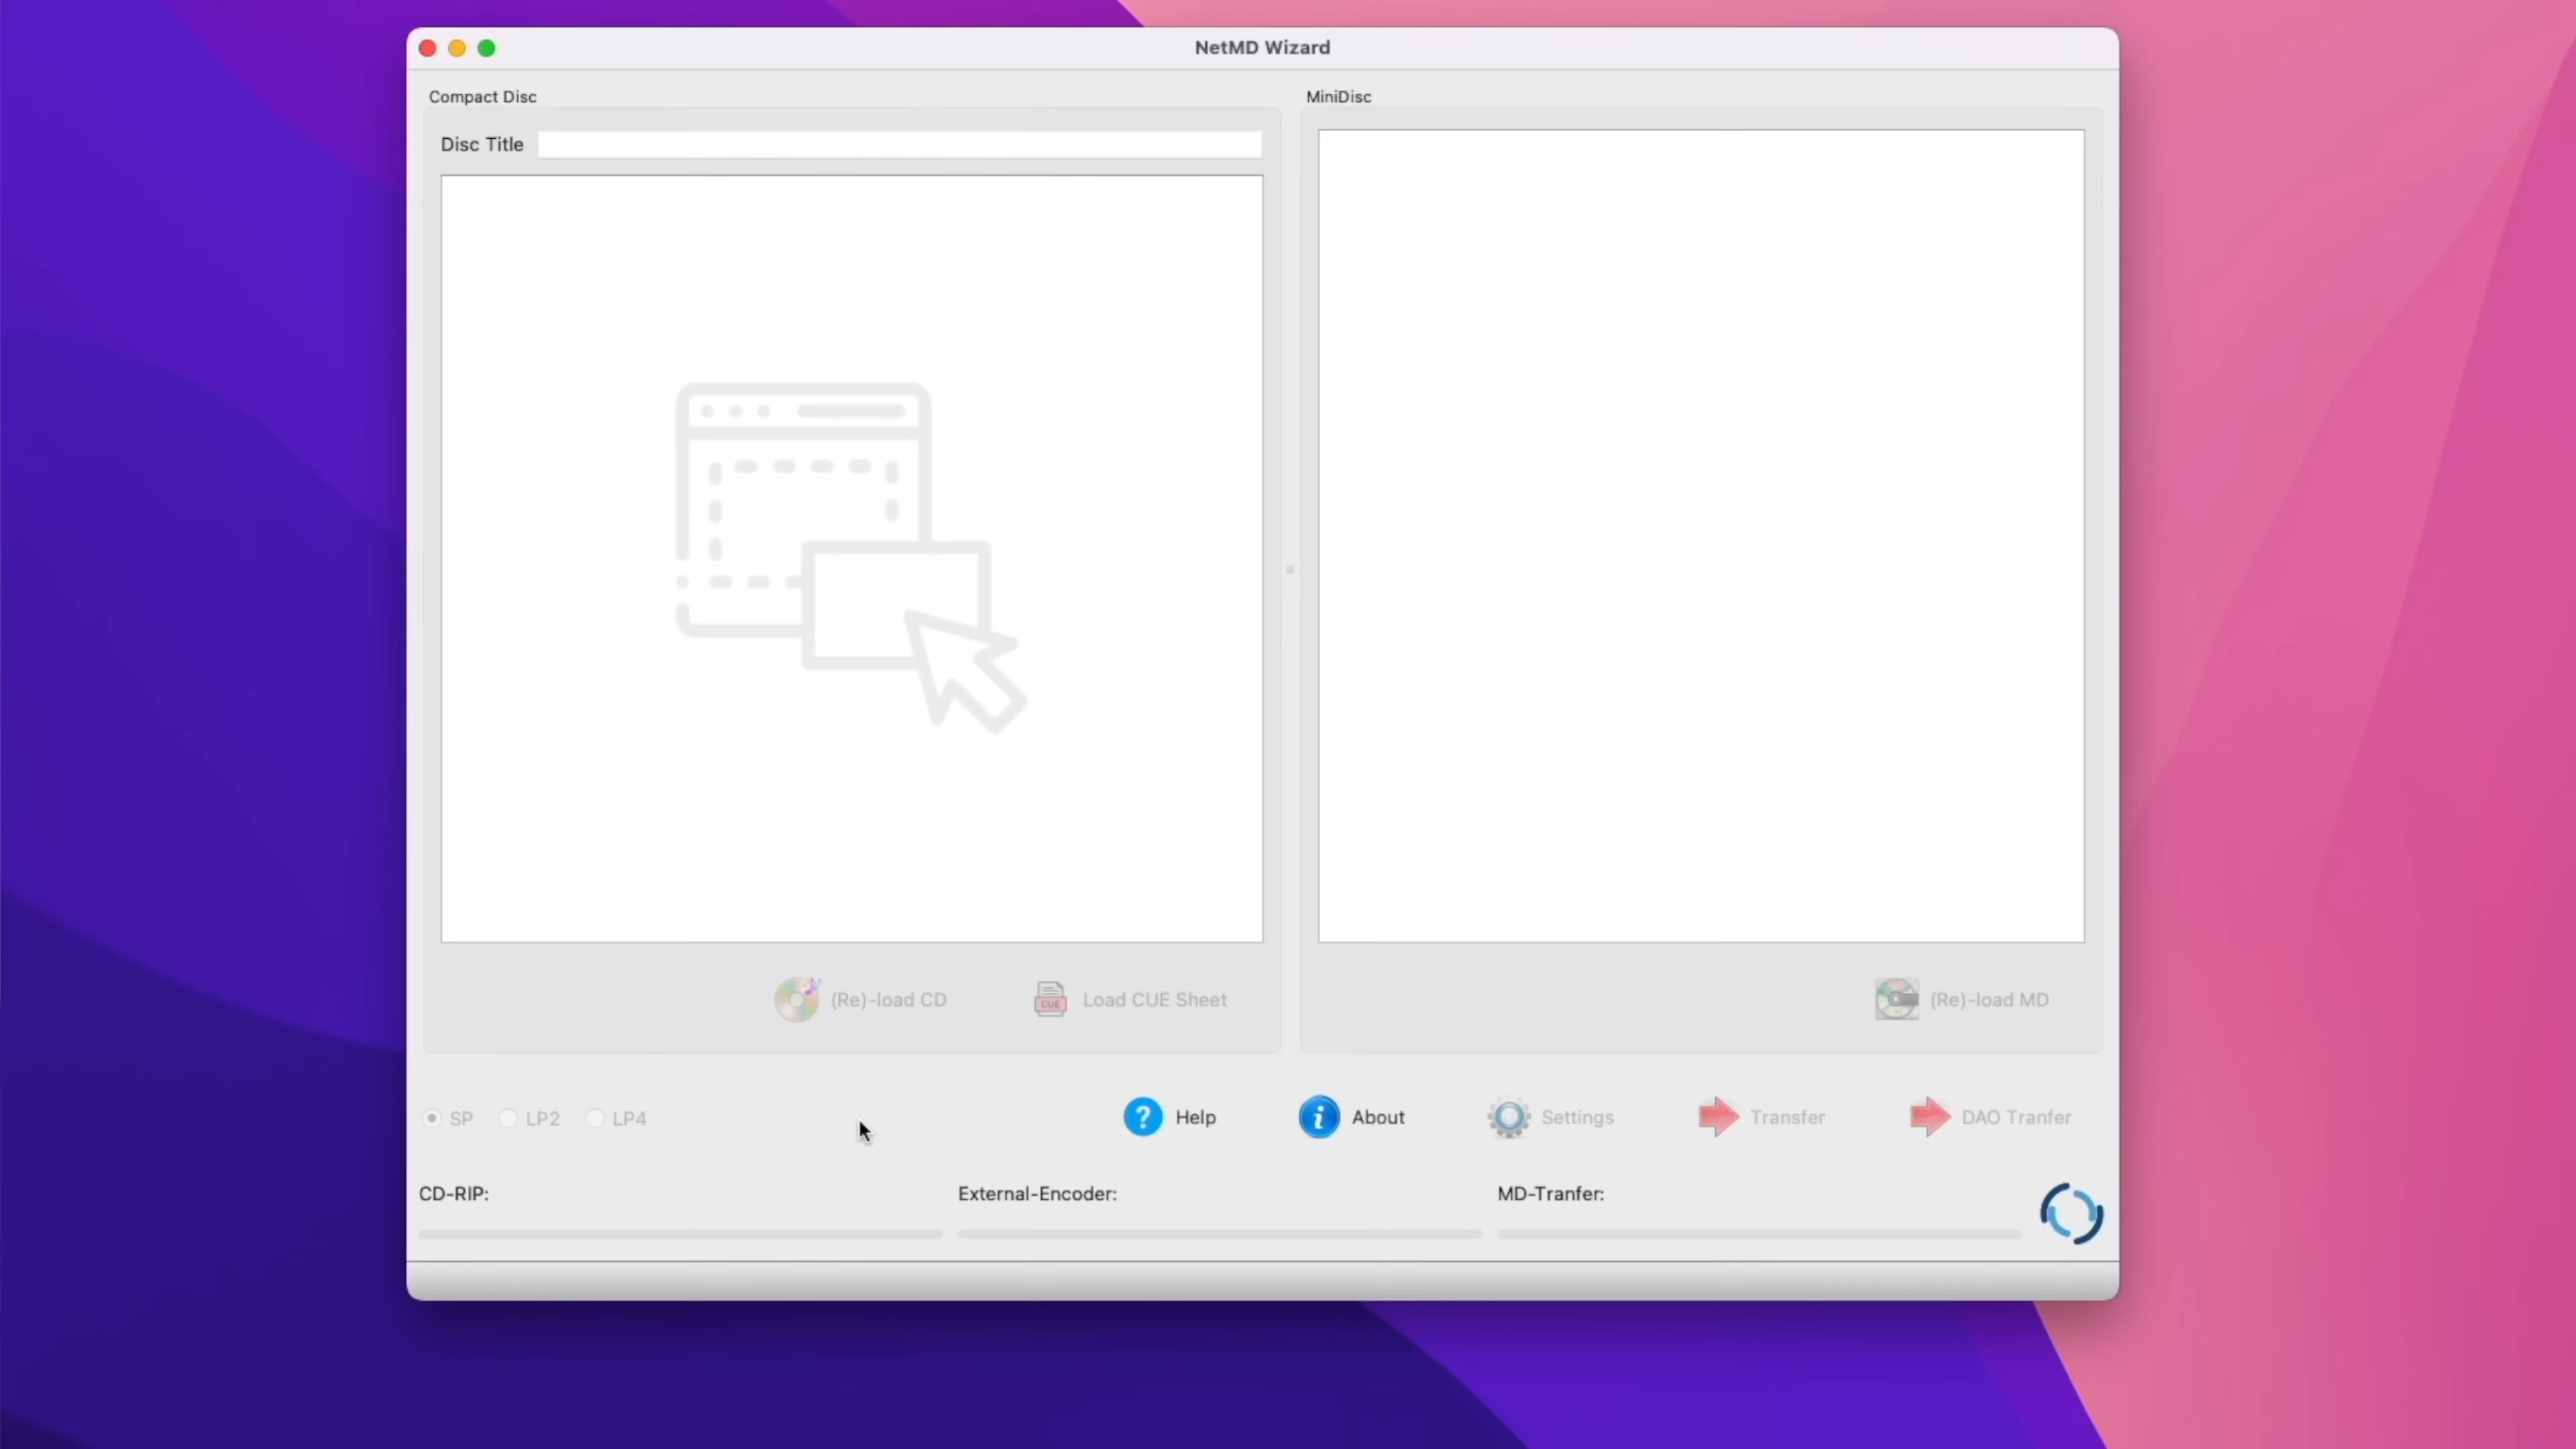 NetMD Wizard
Compact Disc
MiniDisc
Disc Title
(Re)-load CD
CUE
Load CUE Sheet
(Re)-load MD
SP
LP2
LP4
? Help
i About
Settings
Transfer
DAO Tranfer
CD-RIP:
External-Encoder:
MD-Tranfer: